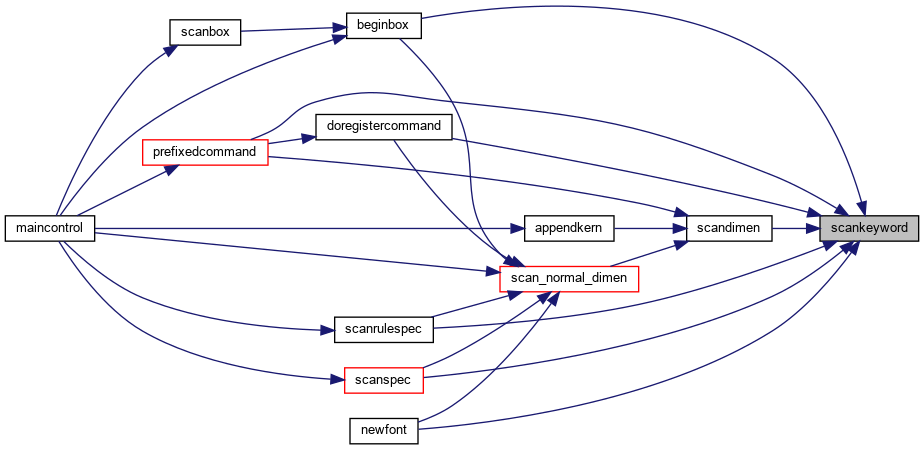 beginbox
scanbox
doregistercommand
prefixedcommand
maincontrol
appendkern
scandimen
scankeyword
scan_normal_dimen
scanrulespec
scanspec
newfont